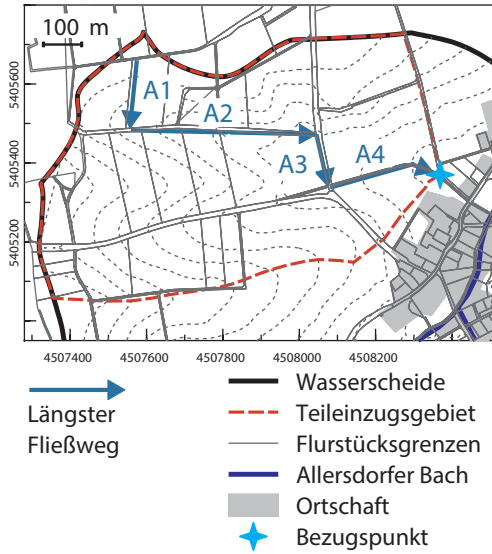 100 m
A1
A2
A3
A4
5405600
5405400
5405200
4507400 4507600 4507800 4508000 4508200
Längster
Fließweg
Wasserscheide
Teileinzugsgebiet
Flurstücksgrenzen
Allersdorfer Bach
Ortschaft
Bezugspunkt